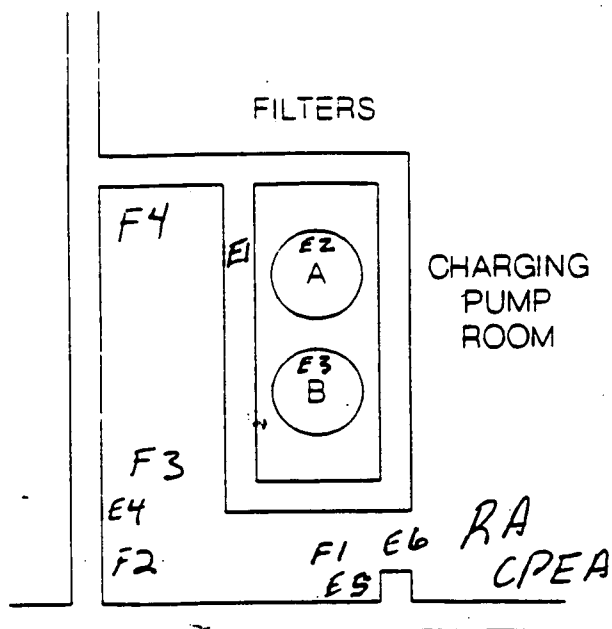 FILTERS
F4
E1
E2
A
CHARGING
PUMP
ROOM
E3
B
F3
E4
F2
F1
E6
E5
RA
CPEA